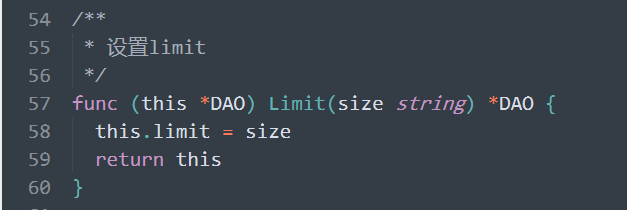 54 /**
55  * 设置limit
56  */
57 func (this *DAO) Limit(size string) *DAO {
58   this.limit = size
59   return this
60 }